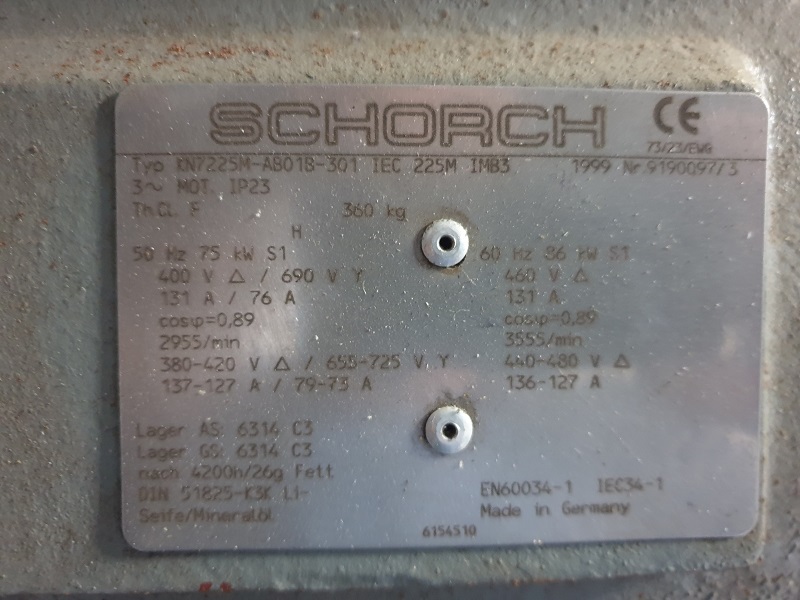 SCHORCH CE
73/23/EWG
Typ KN7225M-AB01B-301 IEC 225M IMB3 1999 Nr.9190097/3
3~ MOT. IP23
Th.Cl. F 360 kg
H
50 Hz 75 kW S1 60 Hz 86 kW S1
400 V Δ / 690 V Y 460 V Δ
131 A / 76 A 131 A
cosφ=0,89 cosφ=0,89
2955/min 3555/min
380-420 V Δ / 655-725 V Y 440-480 V Δ
137-127 A / 79-73 A 136-127 A
Lager AS: 6314 C3
Lager GS: 6314 C3
nach 4200h/26g Fett
DIN 51825-K3K Li- EN60034-1 IEC34-1
Seife/Mineralöl Made in Germany
6154510